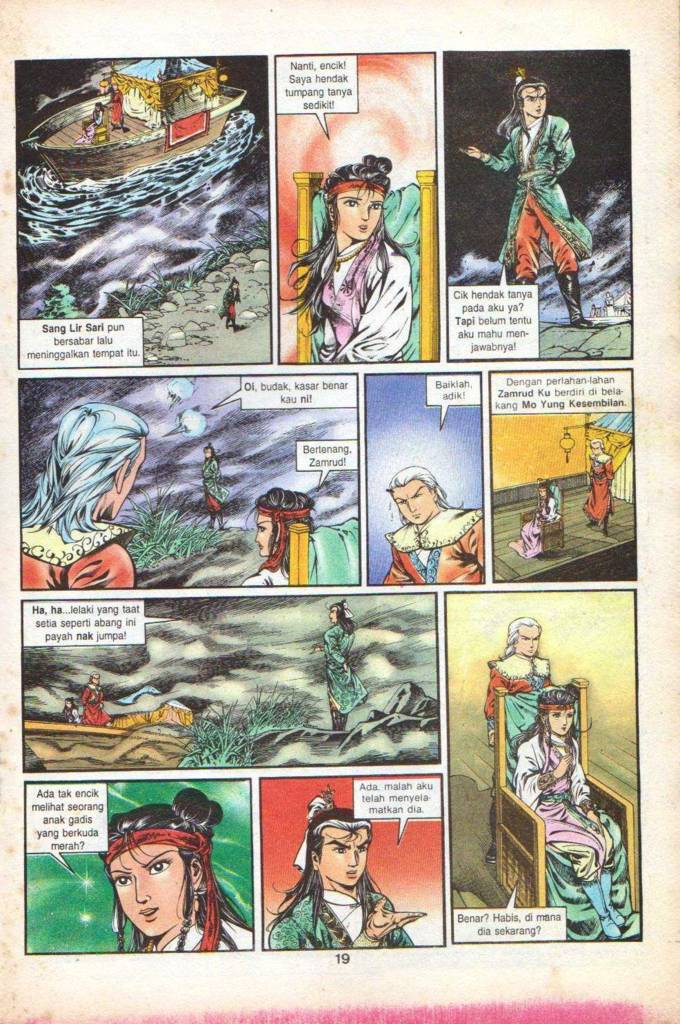 Sang Lir Sari pun
bersabar lalu
meninggalkan tempat itu.
Nanti, encik!
Saya hendak
tumpang tanya
sedikit!
Cik hendak tanya
pada aku ya?
Tapi belum tentu
aku mahu men-
jawabnya!
Oi, budak, kasar benar
kau ni!
Bertenang,
Zamrud!
Baiklah,
adik!
Dengan perlahan-lahan
Zamrud Ku berdiri di bela-
kang Mo Yung Kesembilan.
Ha, ha...lelaki yang taat
setia seperti abang ini
payah nak jumpa!
Ada tak encik
melihat seorang
anak gadis
yang berkuda
merah?
Ada, malah aku
telah menyela-
matkan dia.
Benar? Habis, di mana
dia sekarang?
19